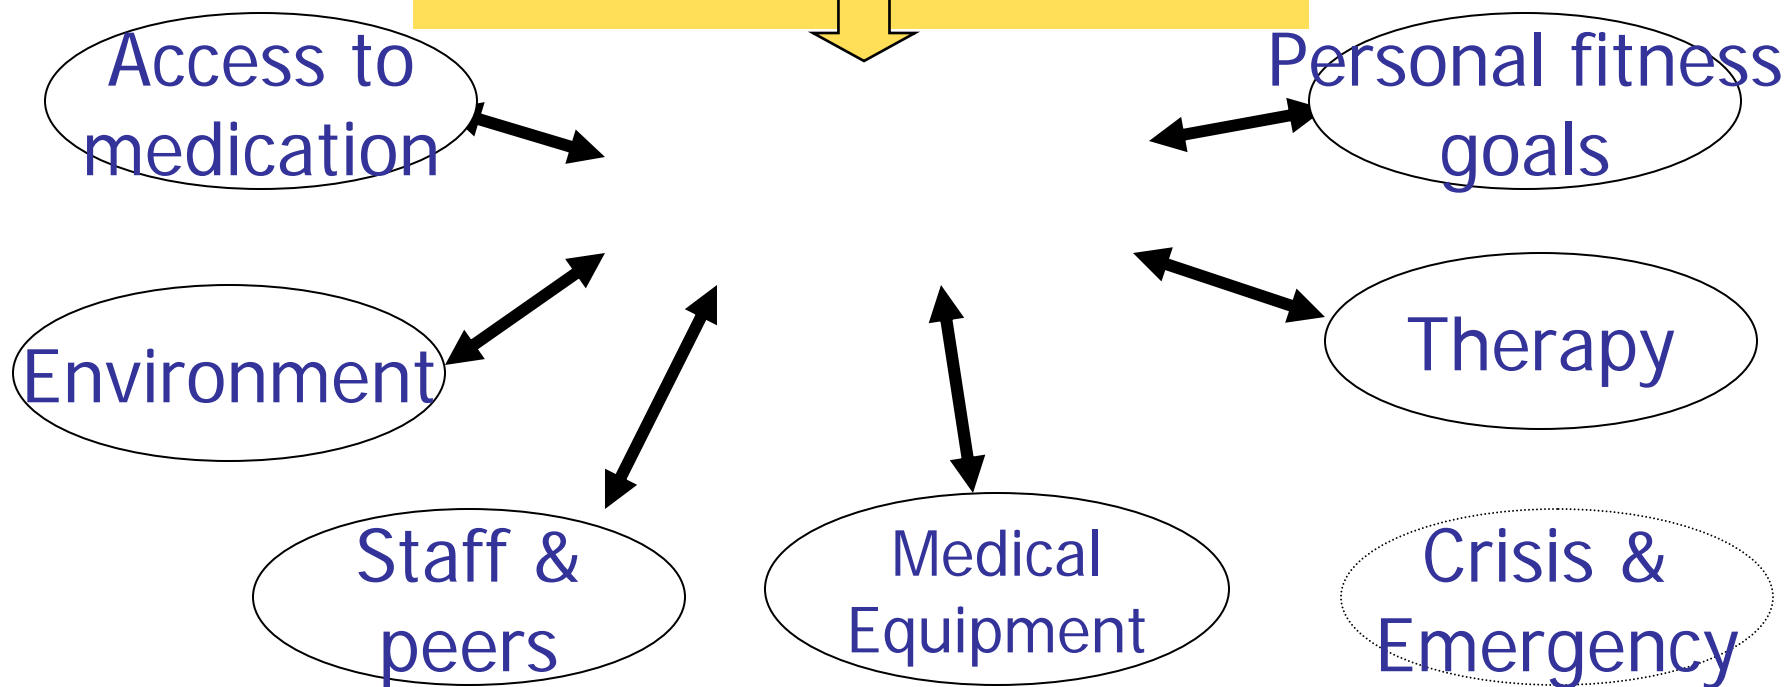 Access to
medication
Personal fitness
goals
Environment
Therapy
Staff &
peers
Medical
Equipment
Crisis &
Emergency